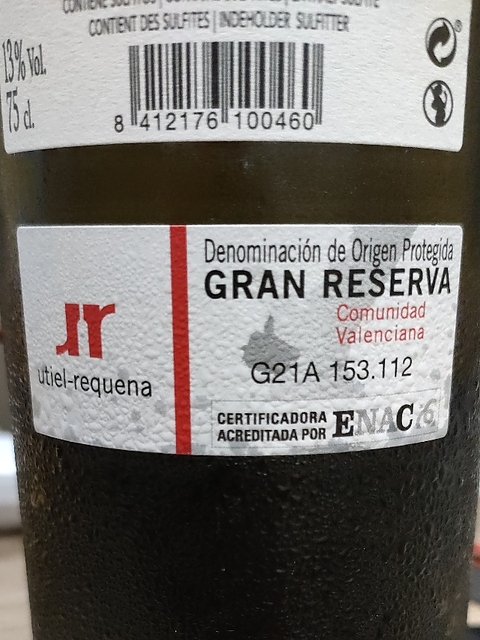 CONTIENT DES SULFITES | INDEHOLDER SULFITTER
13% Vol.
75 cl.
8 412176 100460
Denominación de Origen Protegida
GRAN RESERVA
Comunidad
Valenciana
utiel-requena
G21A 153.112
CERTIFICADORA
ACREDITADA POR ENAC